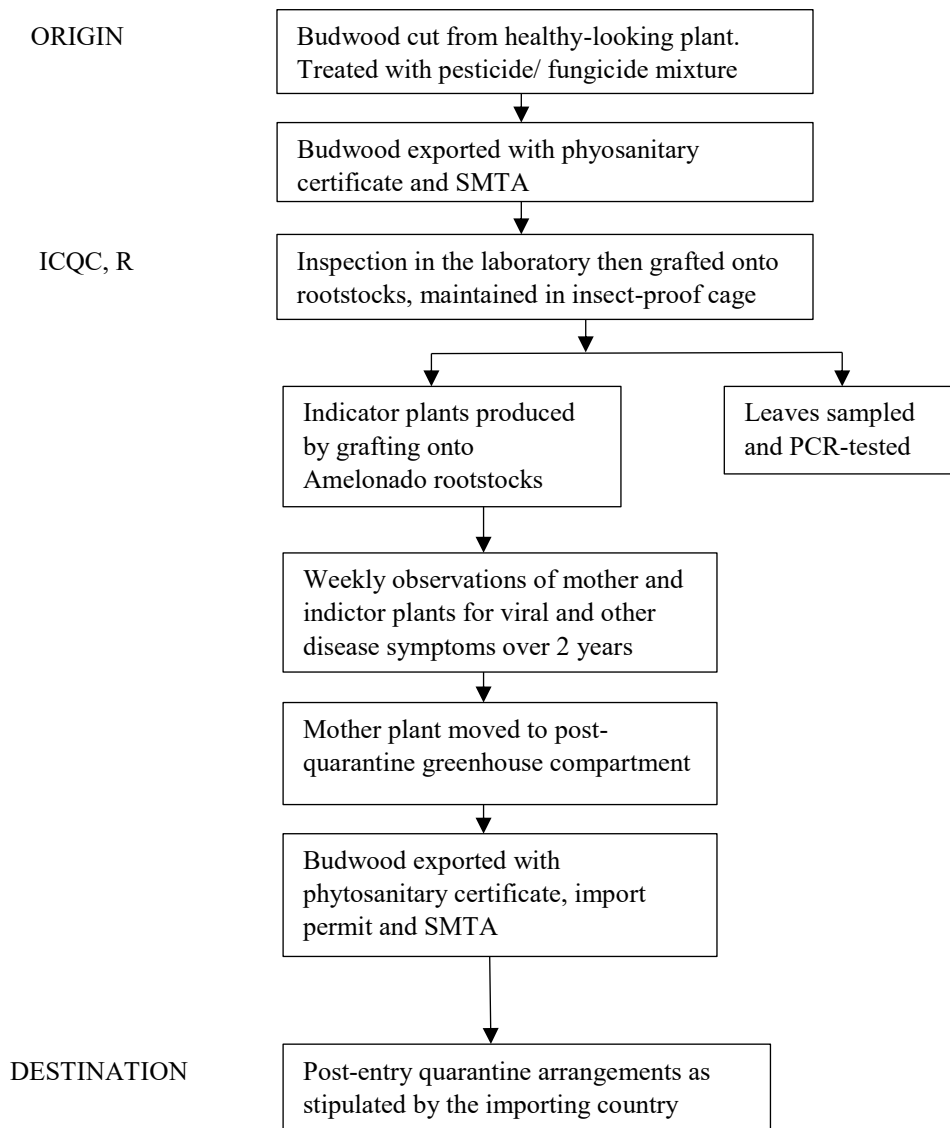 ORIGIN
Budwood cut from healthy-looking plant.
Treated with pesticide/ fungicide mixture
Budwood exported with phyosanitary
certificate and SMTA
ICQC, R
Inspection in the laboratory then grafted onto
rootstocks, maintained in insect-proof cage
Indicator plants produced
by grafting onto
Amelonado rootstocks
Leaves sampled
and PCR-tested
Weekly observations of mother and
indictor plants for viral and other
disease symptoms over 2 years
Mother plant moved to post-
quarantine greenhouse compartment
Budwood exported with
phytosanitary certificate, import
permit and SMTA
DESTINATION
Post-entry quarantine arrangements as
stipulated by the importing country